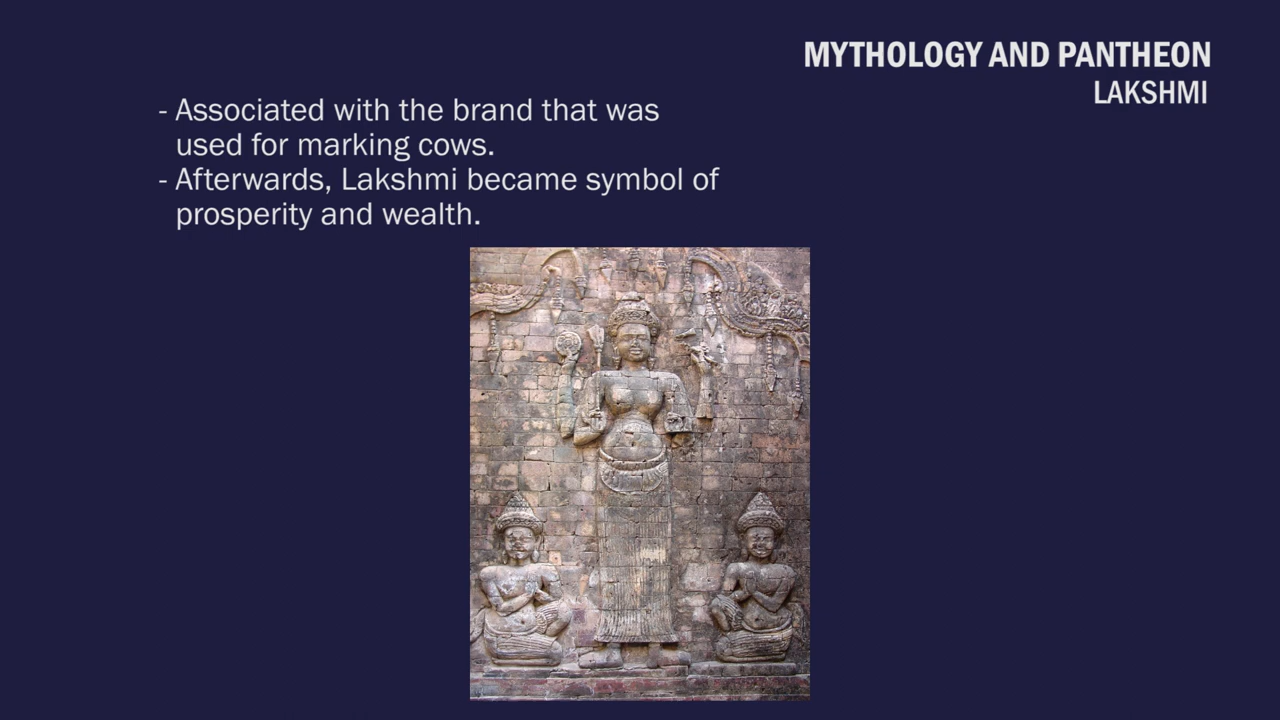 MYTHOLOGY AND PANTHEON
LAKSHMI
- Associated with the brand that was
used for marking cows.
- Afterwards, Lakshmi became symbol of
prosperity and wealth.